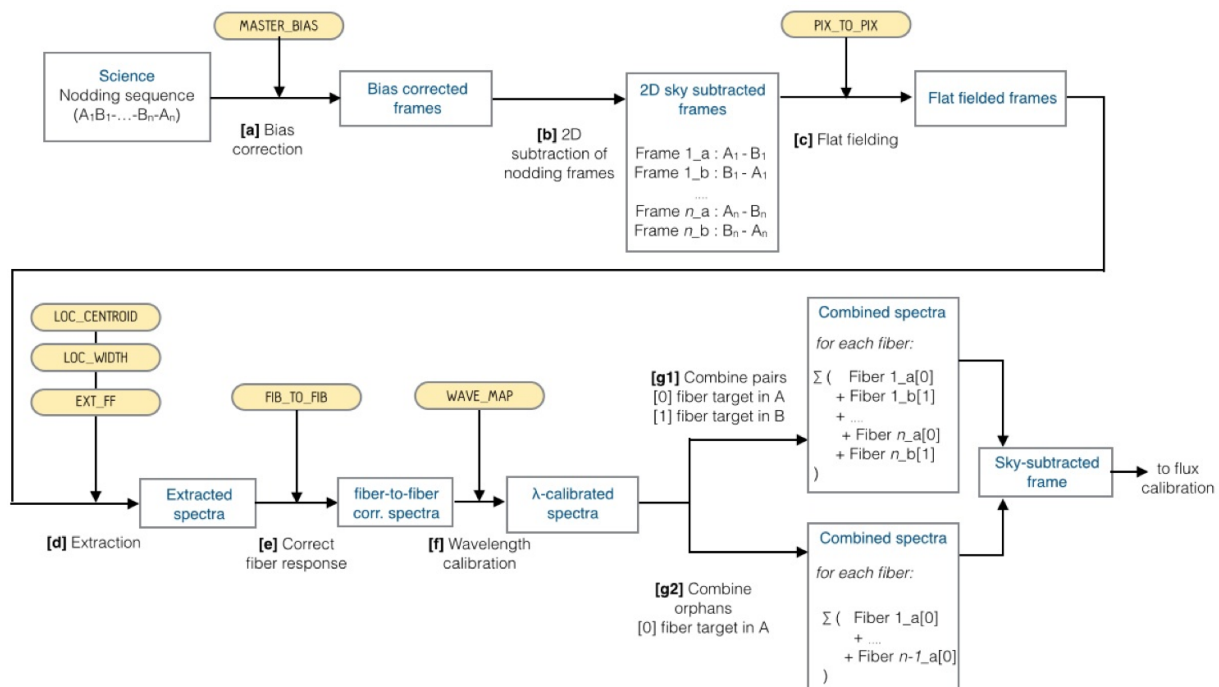 MASTER_BIAS
PIX_TO_PIX
Science
Nodding sequence
(A1B1-...-Bn-An)
[a] Bias
correction
Bias corrected
frames
[b] 2D
subtraction of
nodding frames
2D sky subtracted
frames
Frame 1_a : A1 - B1
Frame 1_b : B1 - A1
....
Frame n_a : An - Bn
Frame n_b : Bn - An
[c] Flat fielding
Flat fielded frames
LOC_CENTROID
LOC_WIDTH
EXT_FF
[d] Extraction
Extracted
spectra
FIB_TO_FIB
[e] Correct
fiber response
fiber-to-fiber
corr. spectra
WAVE_MAP
[f] Wavelength
calibration
λ-calibrated
spectra
[g1] Combine pairs
[0] fiber target in A
[1] fiber target in B
Combined spectra
for each fiber:
Σ ( Fiber 1_a[0]
+ Fiber 1_b[1]
+ ....
+ Fiber n_a[0]
+ Fiber n_b[1]
)
[g2] Combine
orphans
[0] fiber target in A
Combined spectra
for each fiber:
Σ ( Fiber 1_a[0]
+ ....
+ Fiber n-1_a[0]
)
Sky-subtracted
frame
to flux
calibration